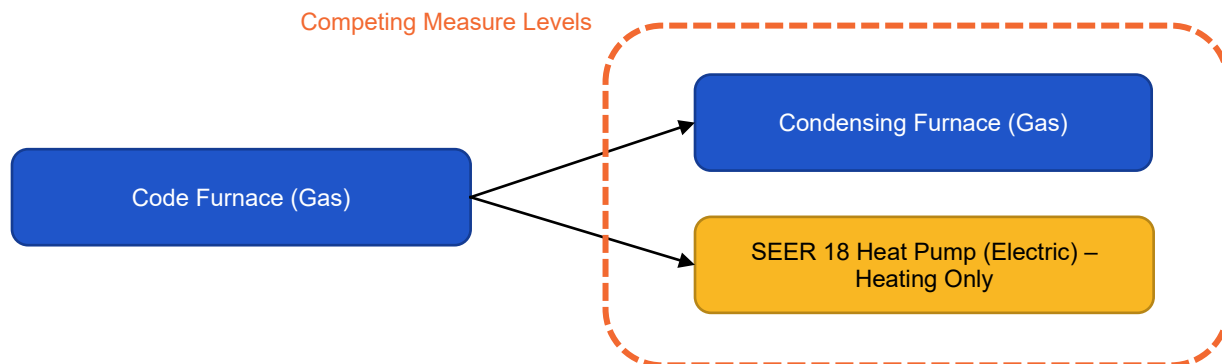 Competing Measure Levels
Condensing Furnace (Gas)
Code Furnace (Gas)
SEER 18 Heat Pump (Electric) –
Heating Only